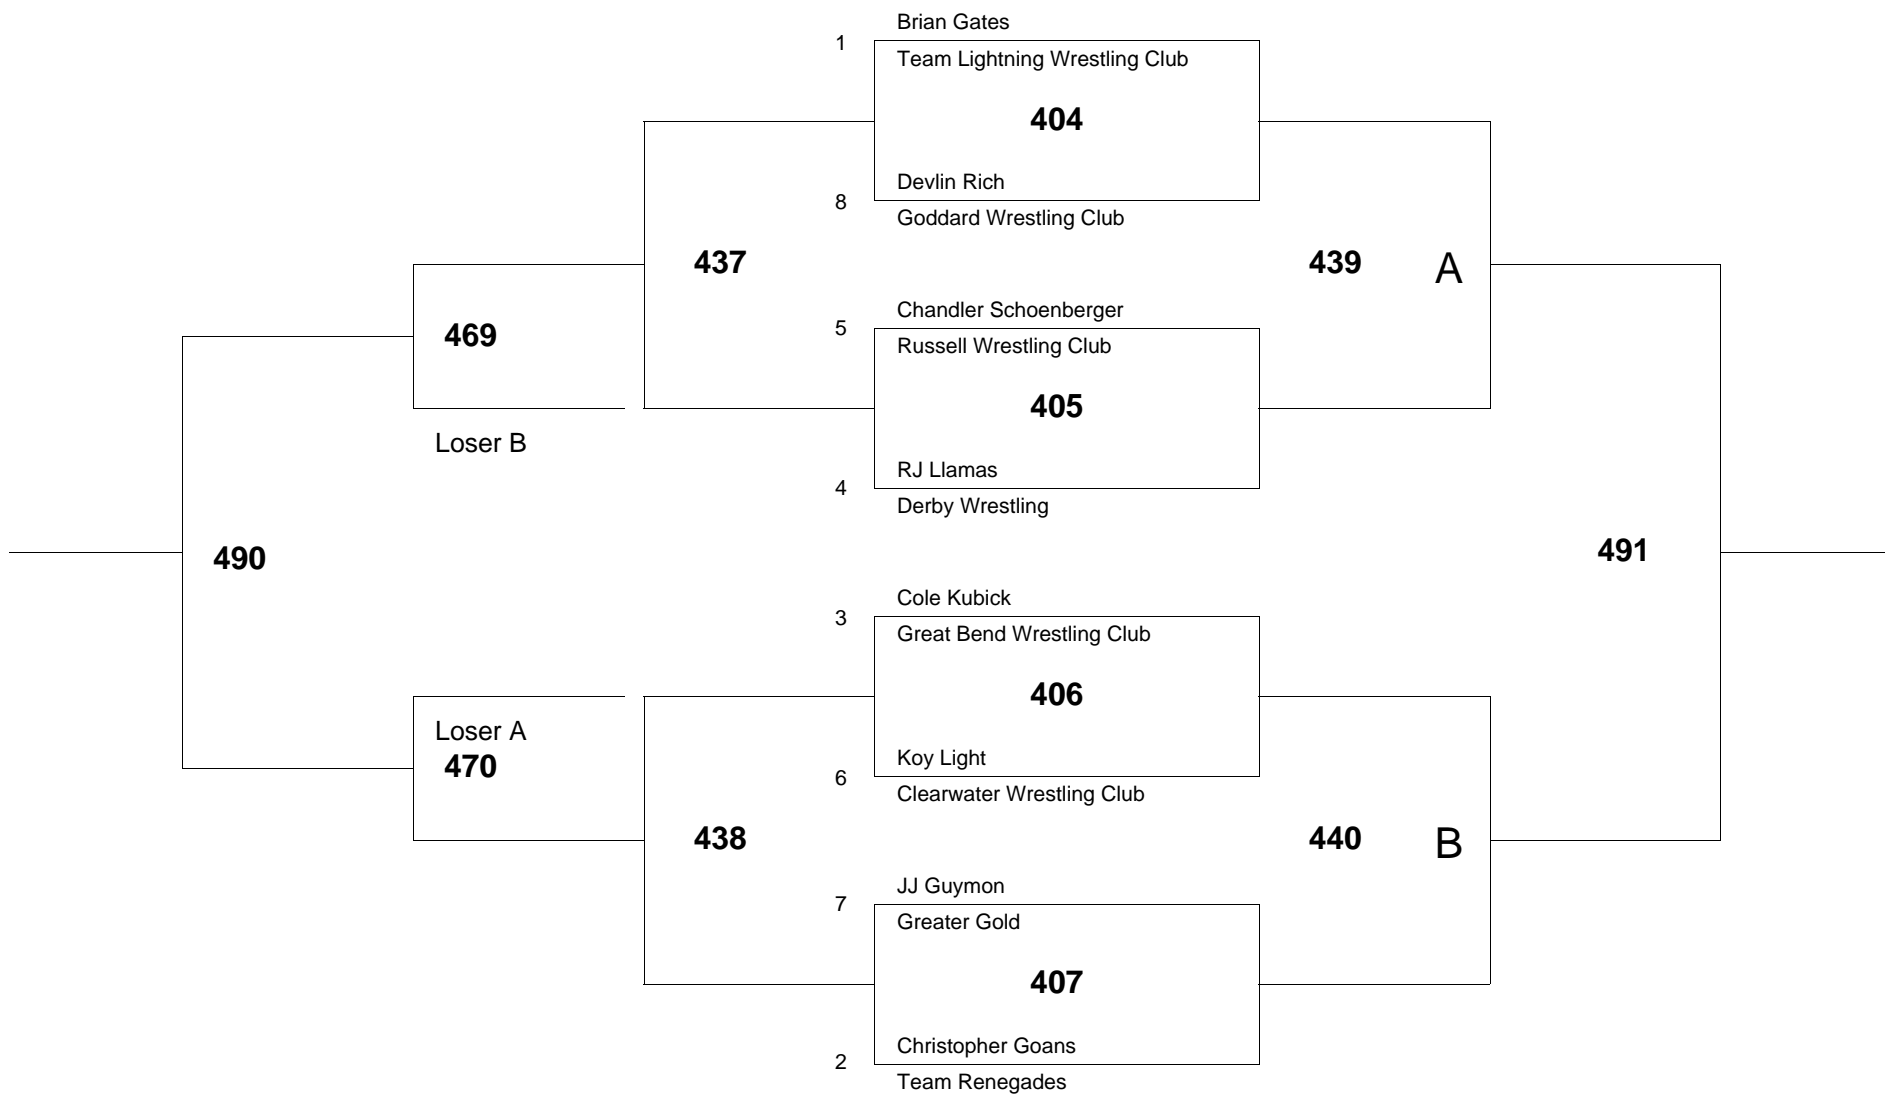 Brian Gates
1
Team Lightning Wrestling Club
404
Devlin Rich
8
Goddard Wrestling Club
437
439
A
Chandler Schoenberger
5
Russell Wrestling Club
469
405
Loser B
RJ Llamas
4
Derby Wrestling
490
491
Cole Kubick
3
Great Bend Wrestling Club
406
Loser A
470
Koy Light
6
Clearwater Wrestling Club
438
440
B
JJ Guymon
7
Greater Gold
407
Christopher Goans
2
Team Renegades